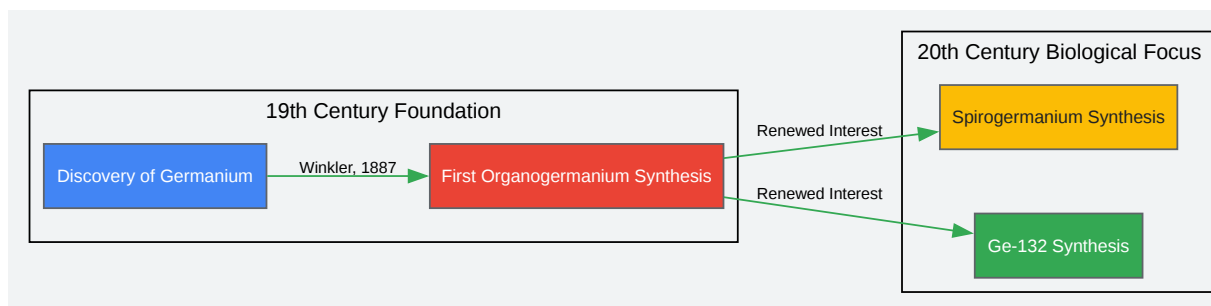 20th Century Biological Focus
19th Century Foundation
Discovery of Germanium
Winkler, 1887
First Organogermanium Synthesis
Renewed Interest
Spirogermanium Synthesis
Renewed Interest
Ge-132 Synthesis